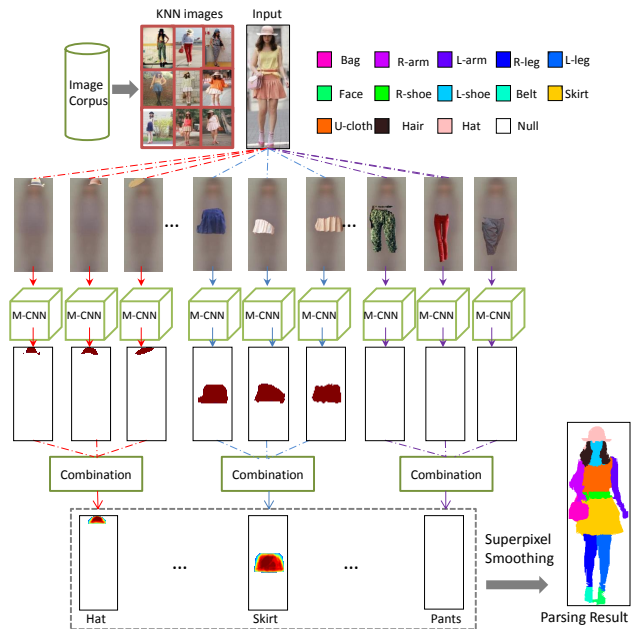 KNN images
Input
Image
Corpus
Bag
R-arm
L-arm
R-leg
L-leg
Face
R-shoe
L-shoe
Belt
Skirt
U-cloth
Hair
Hat
Null
...
...
M-CNN
M-CNN
M-CNN
M-CNN
M-CNN
M-CNN
M-CNN
M-CNN
M-CNN
Combination
Combination
Combination
...
...
Hat
Skirt
Pants
Superpixel
Smoothing
Parsing Result